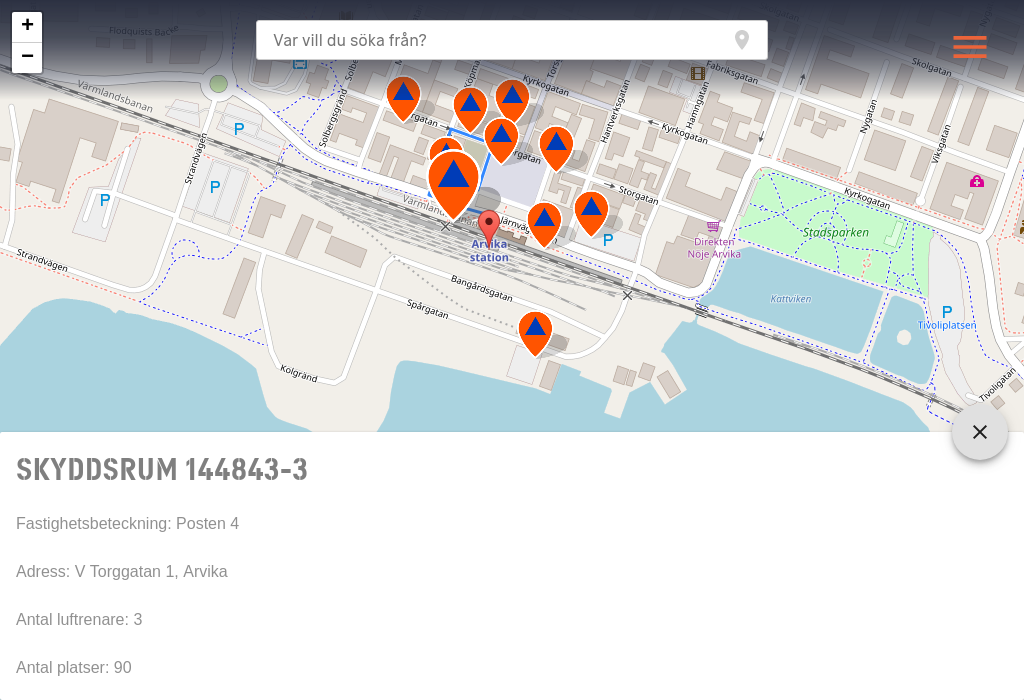 +
−
Var vill du söka från?
Flodquists Backe
Solbergsgränd
Kyrkogatan
Fabriksgatan
Skolgatan
Värmlandsbanan
Hantverksgatan
Hamngatan
Kyrkogatan
Nygatan
Viksgatan
Strandvägen
P
P
P
Storgatan
Kyrkogatan
Stadsparken
Arvika
station
P
Direkten
Nöje Arvika
Strandvägen
Bangårdsgatan
Spårgatan
Kattviken
P
Tivoliplatsen
Kolgränd
Tivoligatan
SKYDDSRUM 144843-3
Fastighetsbeteckning: Posten 4
Adress: V Torggatan 1, Arvika
Antal luftrenare: 3
Antal platser: 90